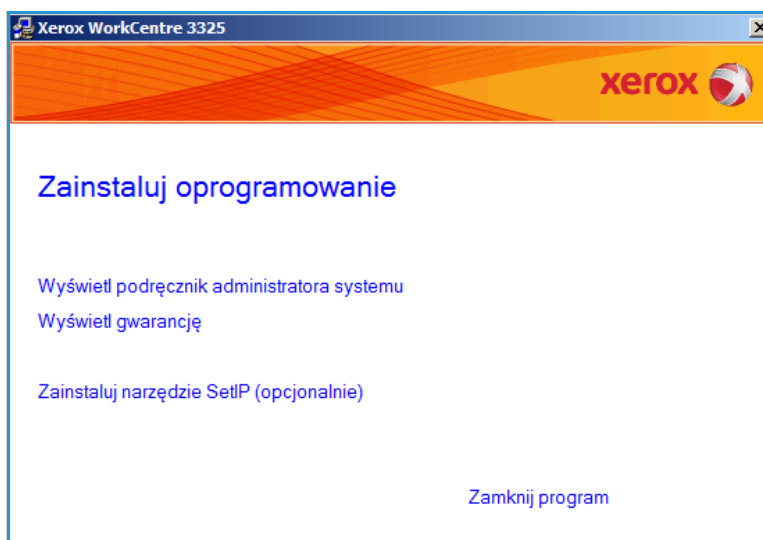 Xerox WorkCentre 3325
xerox
Zainstaluj oprogramowanie
Wyświetl podręcznik administratora systemu
Wyświetl gwarancję
Zainstaluj narzędzie SetIP (opcjonalnie)
Zamknij program